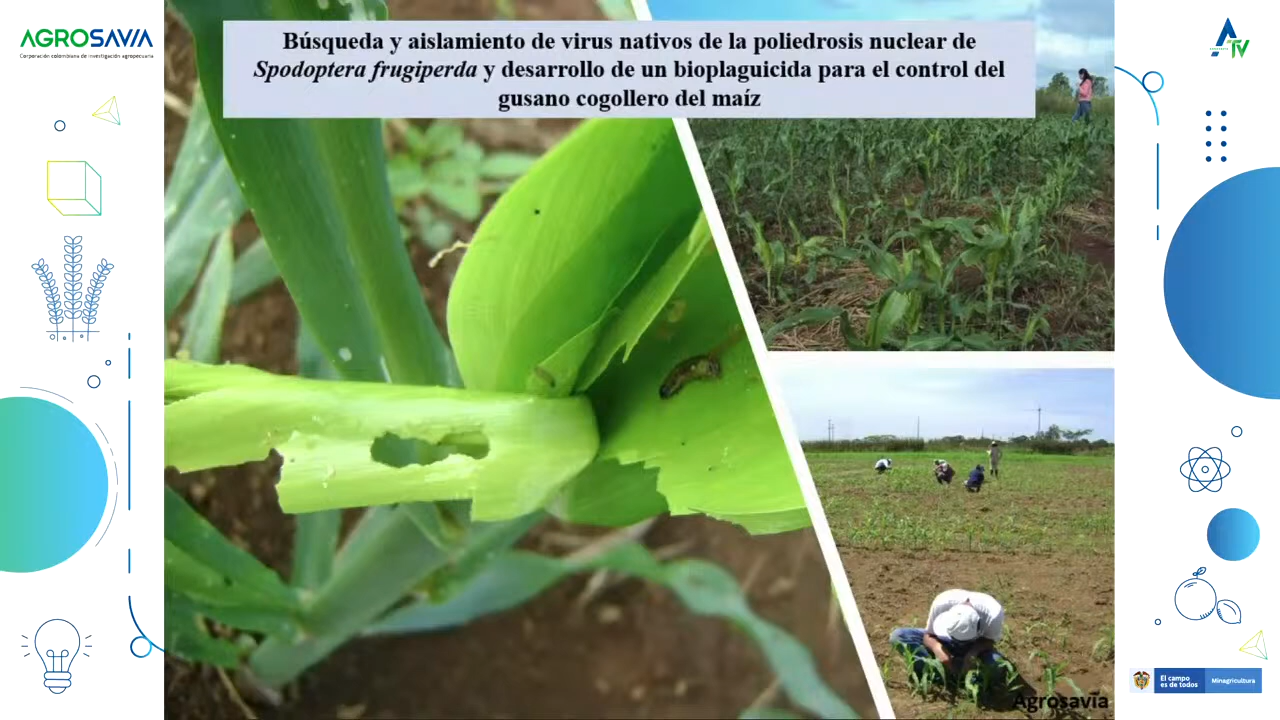 AGROSAVIA
Corporación colombiana de investigación agropecuaria
Búsqueda y aislamiento de virus nativos de la poliedrosis nuclear de
Spodoptera frugiperda y desarrollo de un bioplaguicida para el control del
gusano cogollero del maíz
TV
El campo
es de todos
Minagricultura
Agrosavia